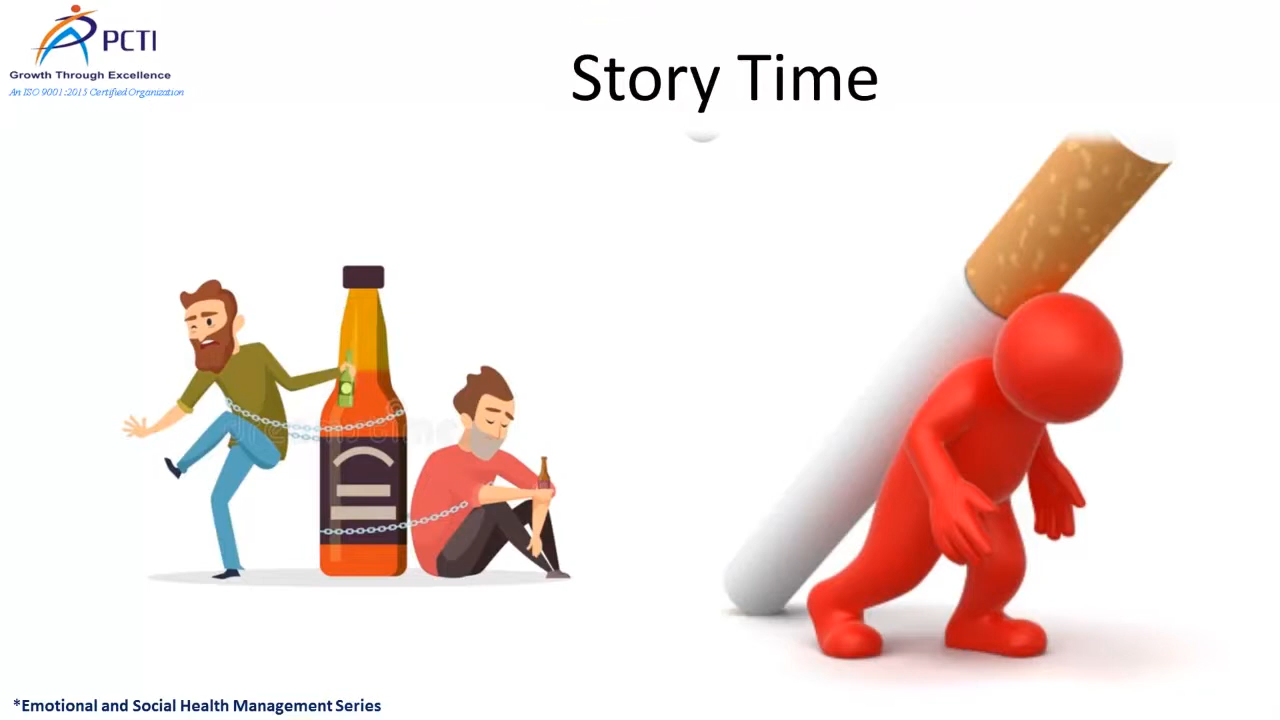 PCTI
Growth Through Excellence
An ISO 9001:2015 Certified Organization
Story Time
*Emotional and Social Health Management Series